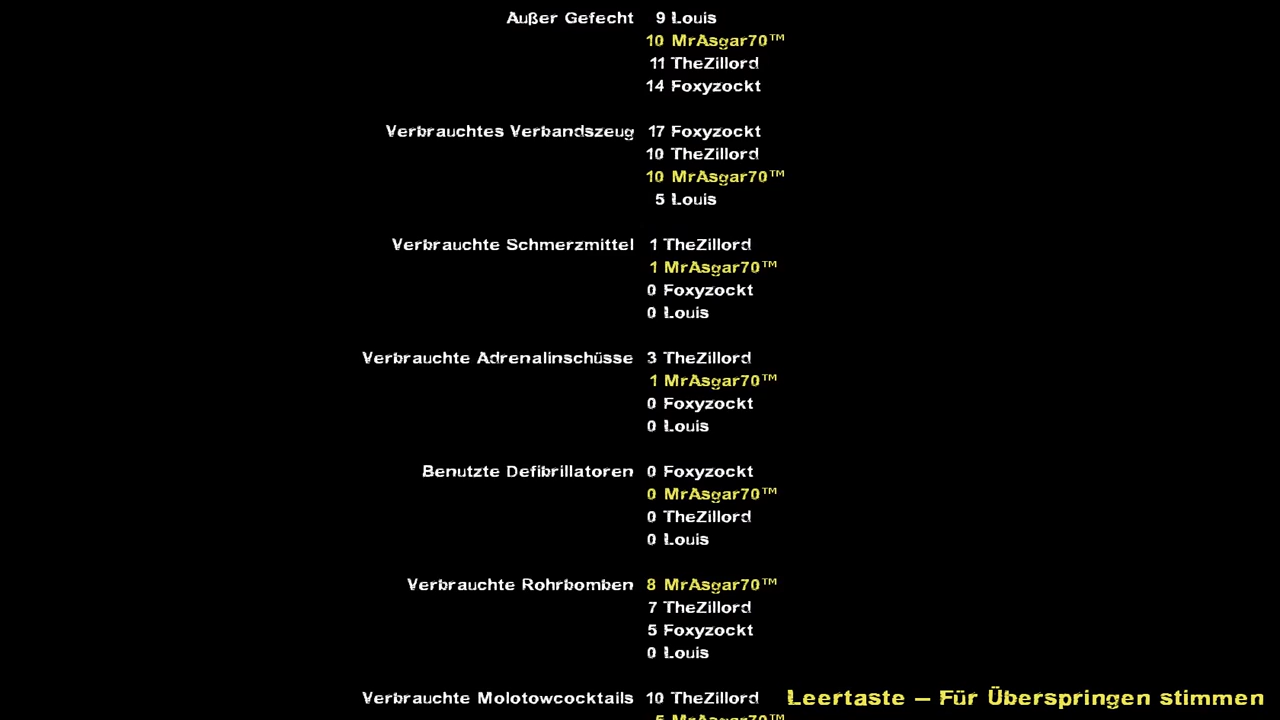 Außer Gefecht 9 Louis
10 MrAsgar70™
11 TheZillord
14 Foxyzockt
Verbrauchtes Verbandszeug 17 Foxyzockt
10 TheZillord
10 MrAsgar70™
5 Louis
Verbrauchte Schmerzmittel 1 TheZillord
1 MrAsgar70™
0 Foxyzockt
0 Louis
Verbrauchte Adrenalinschüsse 3 TheZillord
1 MrAsgar70™
0 Foxyzockt
0 Louis
Benutzte Defibrillatoren 0 Foxyzockt
0 MrAsgar70™
0 TheZillord
0 Louis
Verbrauchte Rohrbomben 8 MrAsgar70™
7 TheZillord
5 Foxyzockt
0 Louis
Verbrauchte Molotowcocktails 10 TheZillord
Leertaste – Für Überspringen stimmen
MrAsgar70™